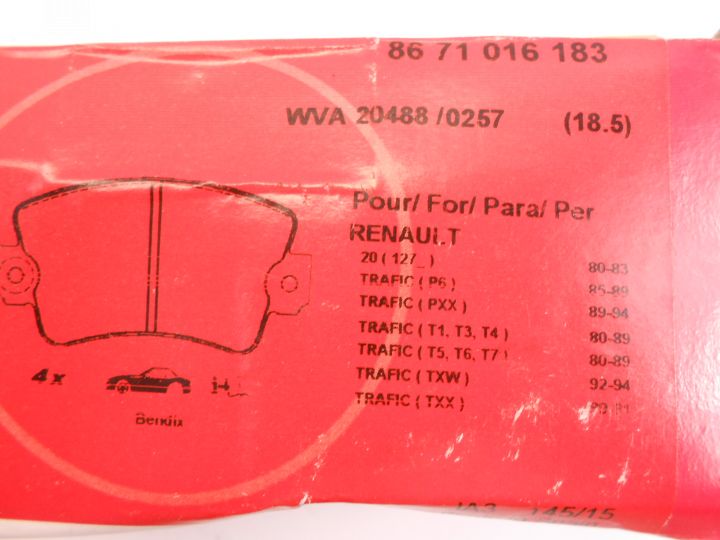 86 71 016 183
WVA 20488 /0257 (18.5)
Pour/ For/ Para/ Per
RENAULT
20 ( 127_ ) 80-83
TRAFIC ( P6) 85-89
TRAFIC ( PXX ) 89-94
TRAFIC ( T1, T3, T4 ) 80-89
TRAFIC ( T5, T6, T7 ) 80-89
TRAFIC ( TXW ) 92-94
TRAFIC ( TXX )
4 x
Bendix
145/15